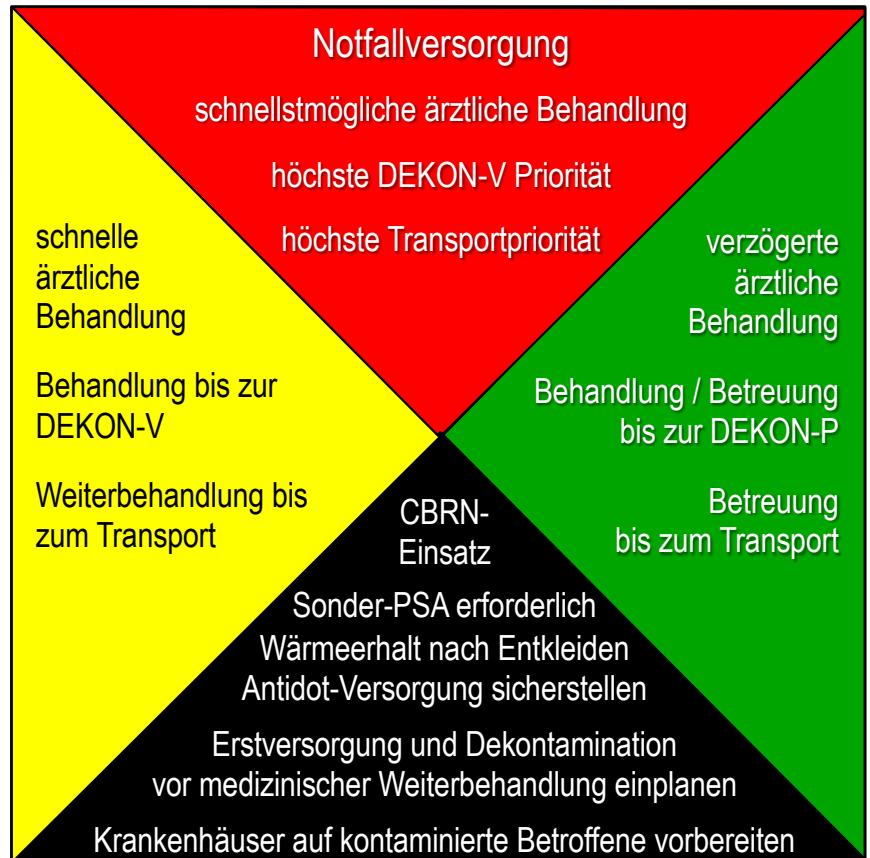 Notfallversorgung
schnellstmögliche ärztliche Behandlung
höchste DEKON-V Priorität
höchste Transportpriorität
schnelle
ärztliche
Behandlung
Behandlung bis zur
DEKON-V
Weiterbehandlung bis
zum Transport
verzögerte
ärztliche
Behandlung
Behandlung / Betreuung
bis zur DEKON-P
Betreuung
bis zum Transport
CBRN-
Einsatz
Sonder-PSA erforderlich
Wärmeerhalt nach Entkleiden
Antidot-Versorgung sicherstellen
Erstversorgung und Dekontamination
vor medizinischer Weiterbehandlung einplanen
Krankenhäuser auf kontaminierte Betroffene vorbereiten